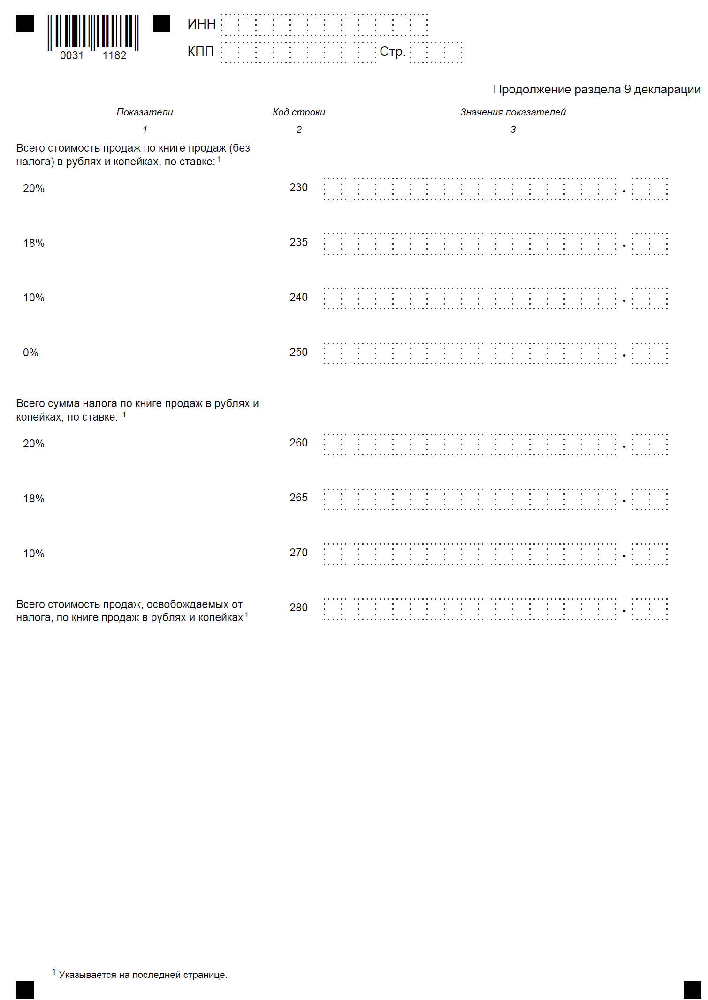 ИНН
КПП Стр.
0031 1182
Продолжение раздела 9 декларации
Показатели Код строки Значения показателей
1 2 3
Всего стоимость продаж по книге продаж (без
налога) в рублях и копейках, по ставке: 1
20% 230 .
18% 235 .
10% 240 .
0% 250 .
Всего сумма налога по книге продаж в рублях и
копейках, по ставке: 1
20% 260 .
18% 265 .
10% 270 .
Всего стоимость продаж, освобождаемых от 280 .
налога, по книге продаж в рублях и копейках 1
1 Указывается на последней странице.